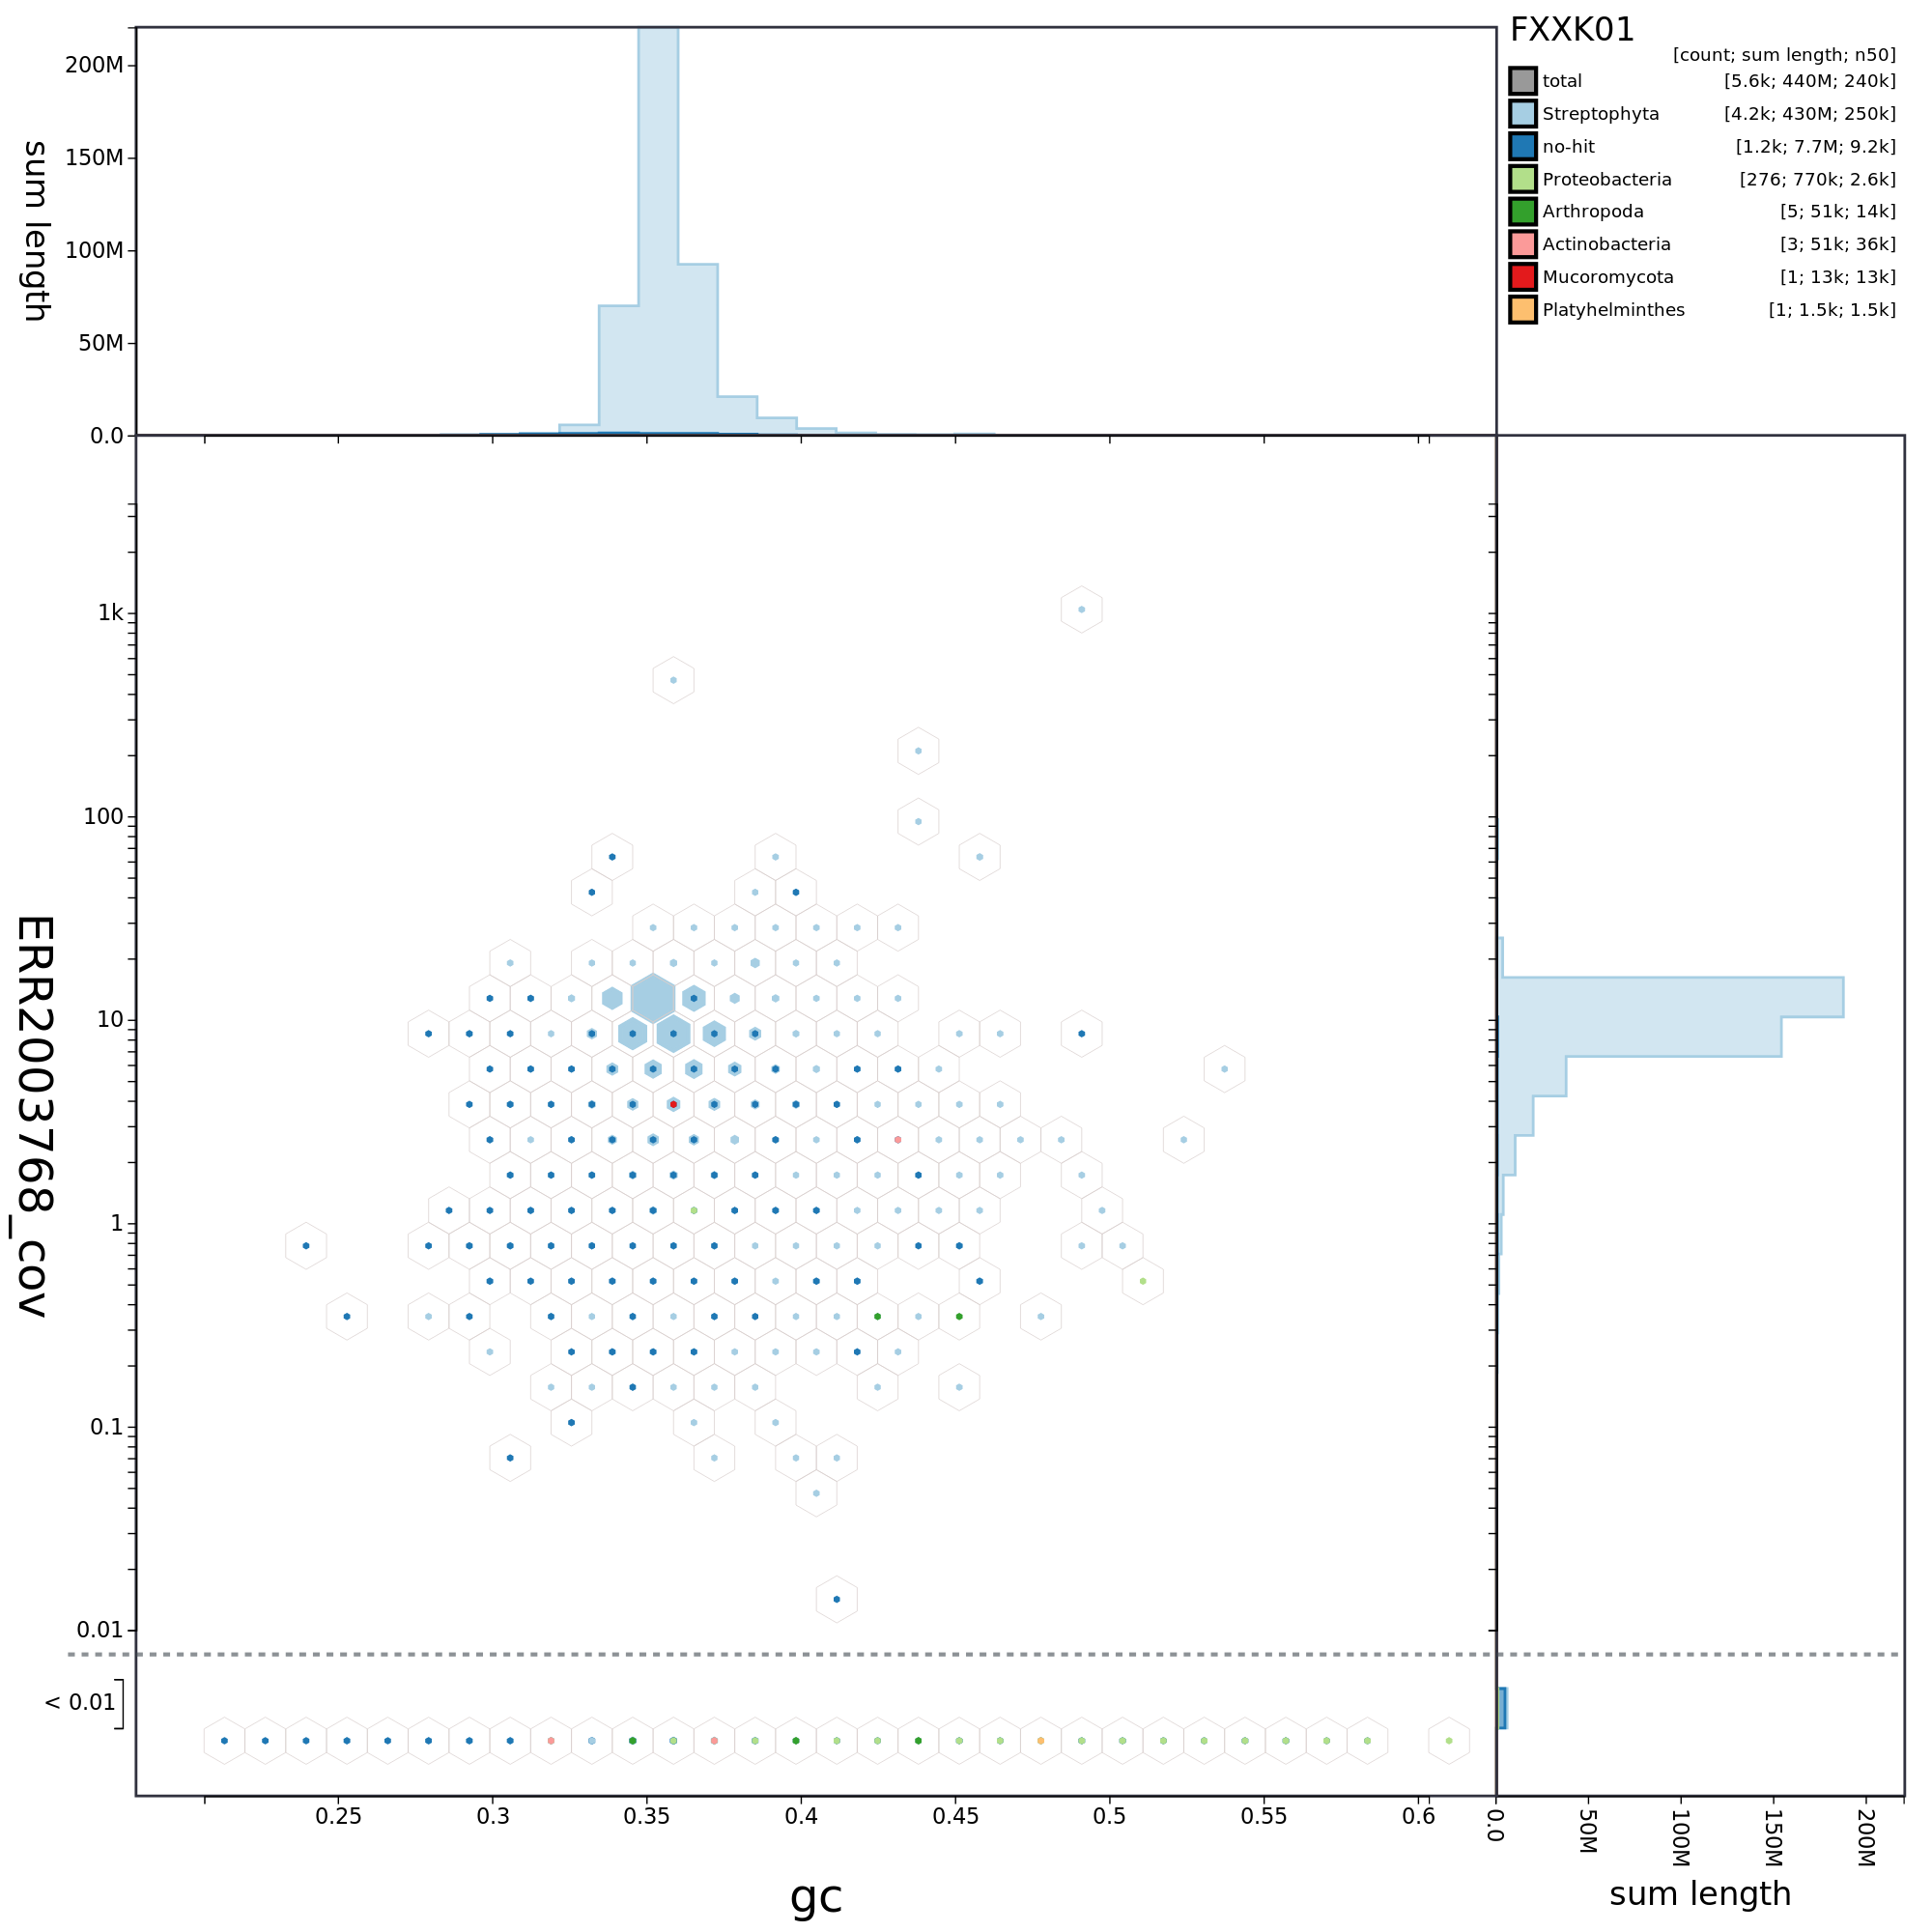 FXXK01
[count; sum length; n50]
total [5.6k; 440M; 240k]
Streptophyta [4.2k; 430M; 250k]
no-hit [1.2k; 7.7M; 9.2k]
Proteobacteria [276; 770k; 2.6k]
Arthropoda [5; 51k; 14k]
Actinobacteria [3; 51k; 36k]
Mucoromycota [1; 13k; 13k]
Platyhelminthes [1; 1.5k; 1.5k]
sum length
200M
150M
100M
50M
0.0
ERR2003768_cov
1k
100
10
1
0.1
0.01
< 0.01
0.25 0.3 0.35 0.4 0.45 0.5 0.55 0.6
gc
0.0 50M 100M 150M 200M
sum length